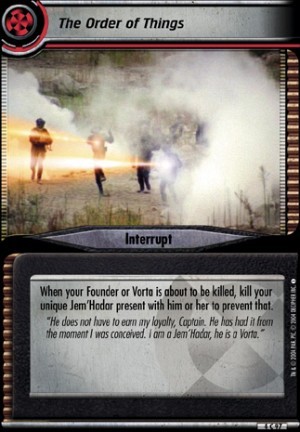 The Order of Things
Interrupt
When your Founder or Vorta is about to be killed, kill your
unique Jem'Hadar present with him or her to prevent that.
"He does not have to earn my loyalty, Captain. He has had it from
the moment I was conceived. I am a Jem'Hadar, he is a Vorta."